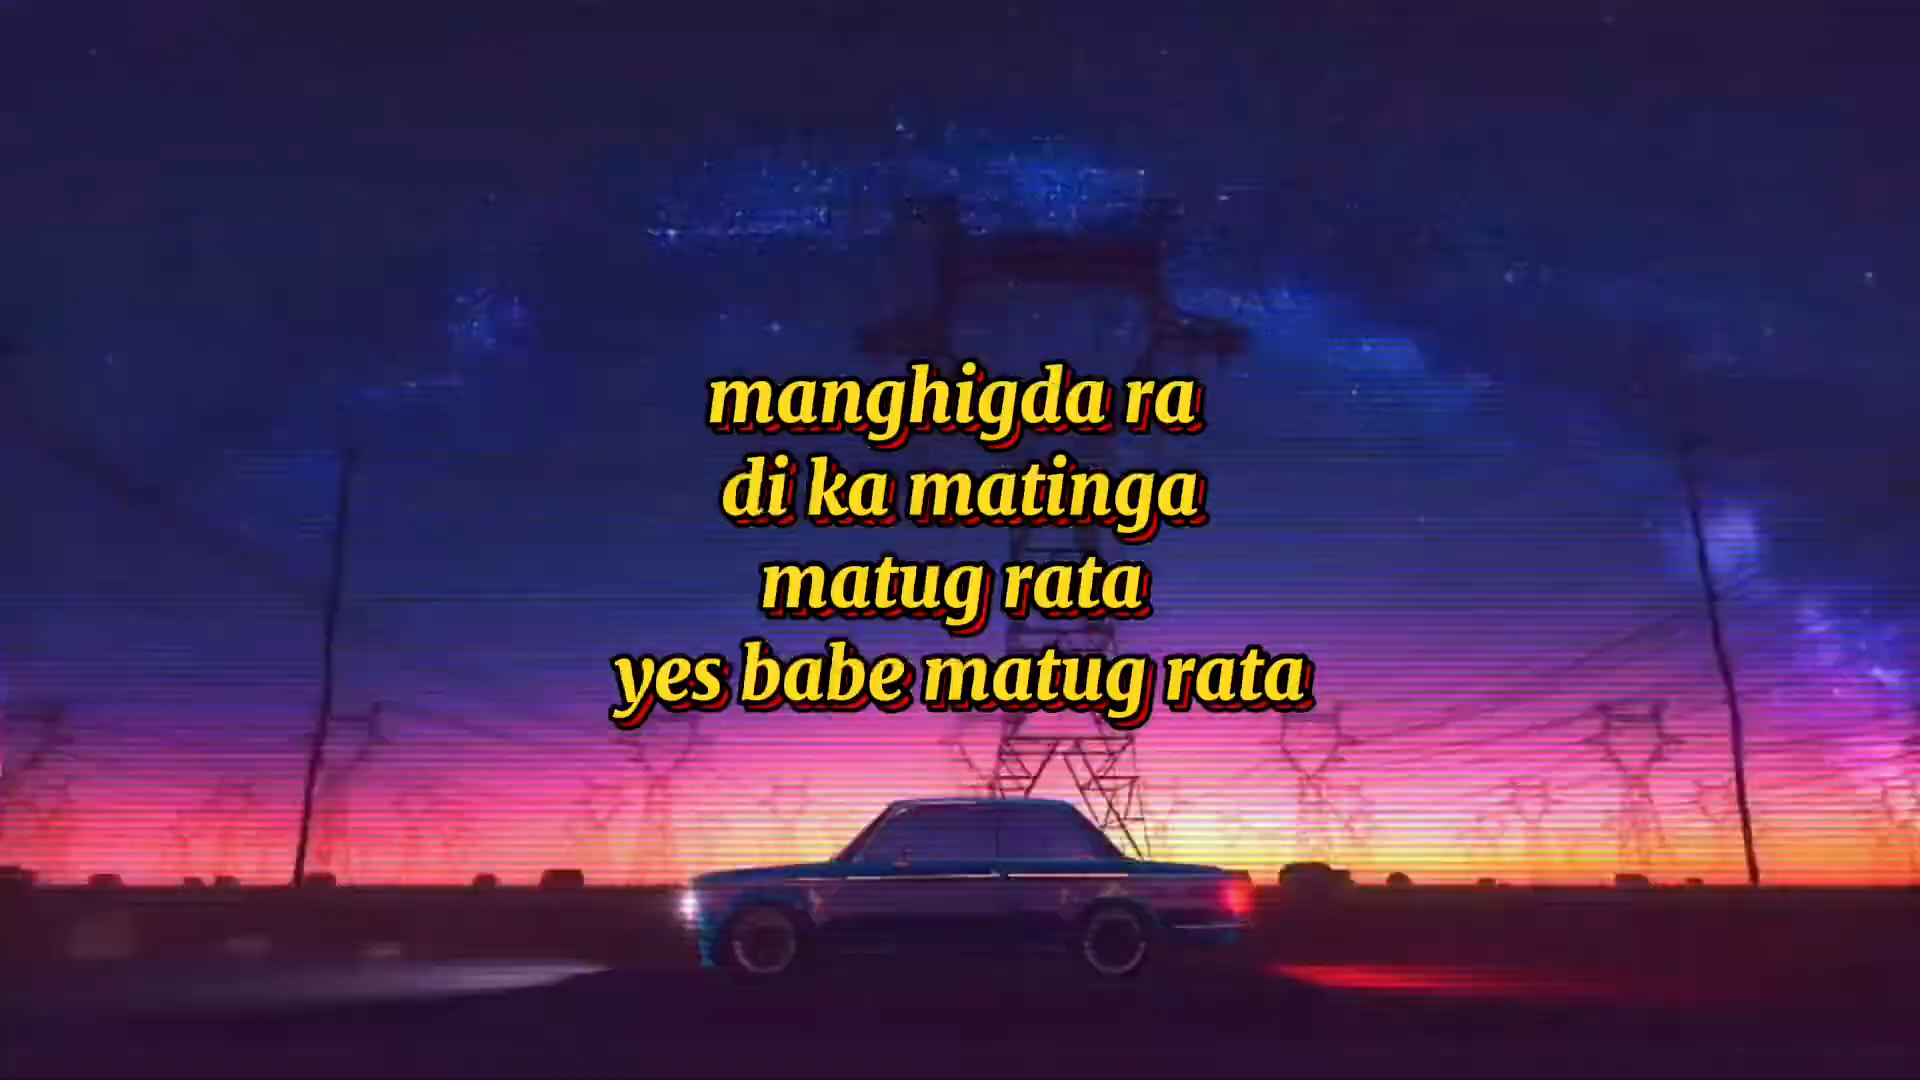 manghigda ra
di ka matinga
matug rata
yes babe matug rata